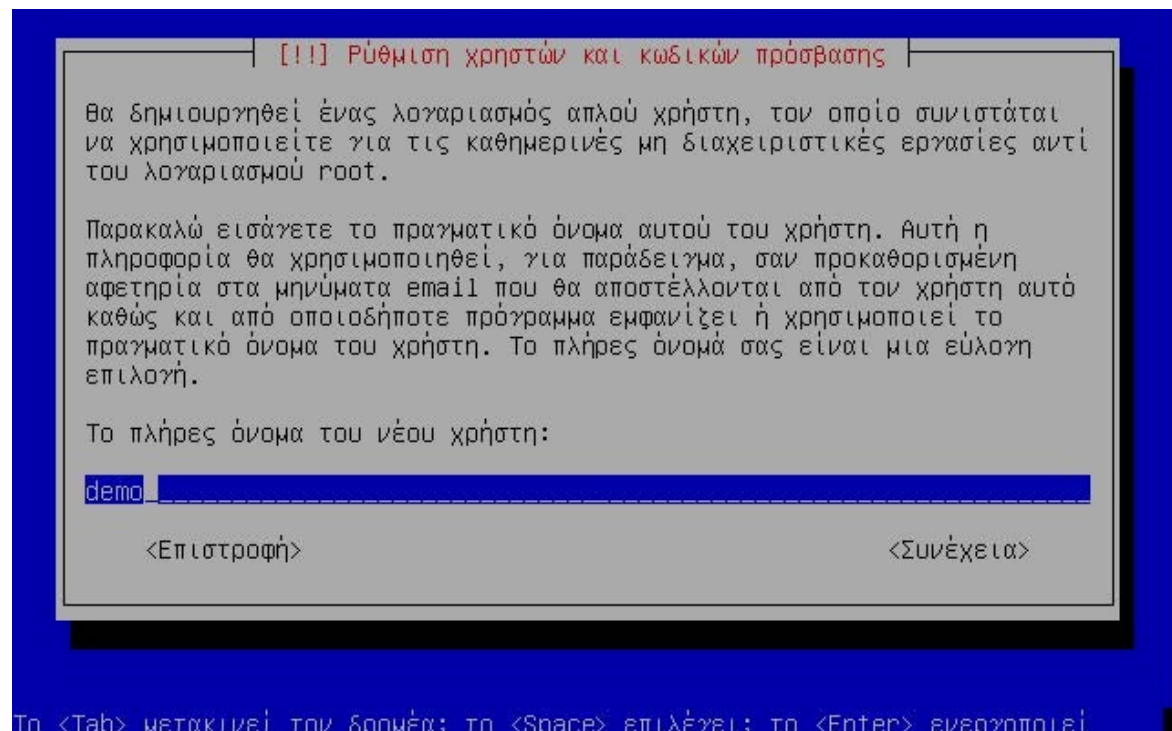 [!!] Ρύθμιση χρηστών και κωδικών πρόσβασης
Θα δημιουργηθεί ένας λογαριασμός απλού χρήστη, τον οποίο συνιστάται
να χρησιμοποιείτε για τις καθημερινές μη διαχειριστικές εργασίες αντί
του λογαριασμού root.
Παρακαλώ εισάγετε το πραγματικό όνομα αυτού του χρήστη. Αυτή η
πληροφορία θα χρησιμοποιηθεί, για παράδειγμα, σαν προκαθορισμένη
αφετηρία στα μηνύματα email που θα αποστέλλονται από τον χρήστη αυτό
καθώς και από οποιοδήποτε πρόγραμμα εμφανίζει ή χρησιμοποιεί το
πραγματικό όνομα του χρήστη. Το πλήρες όνομά σας είναι μια εύλογη
επιλογή.
Το πλήρες όνομα του νέου χρήστη:
demo
<Επιστροφή> <Συνέχεια>
Το <Tab> μετακινεί τον δρομέα; το <Space> επιλέγει; το <Enter> ενεργοποιεί